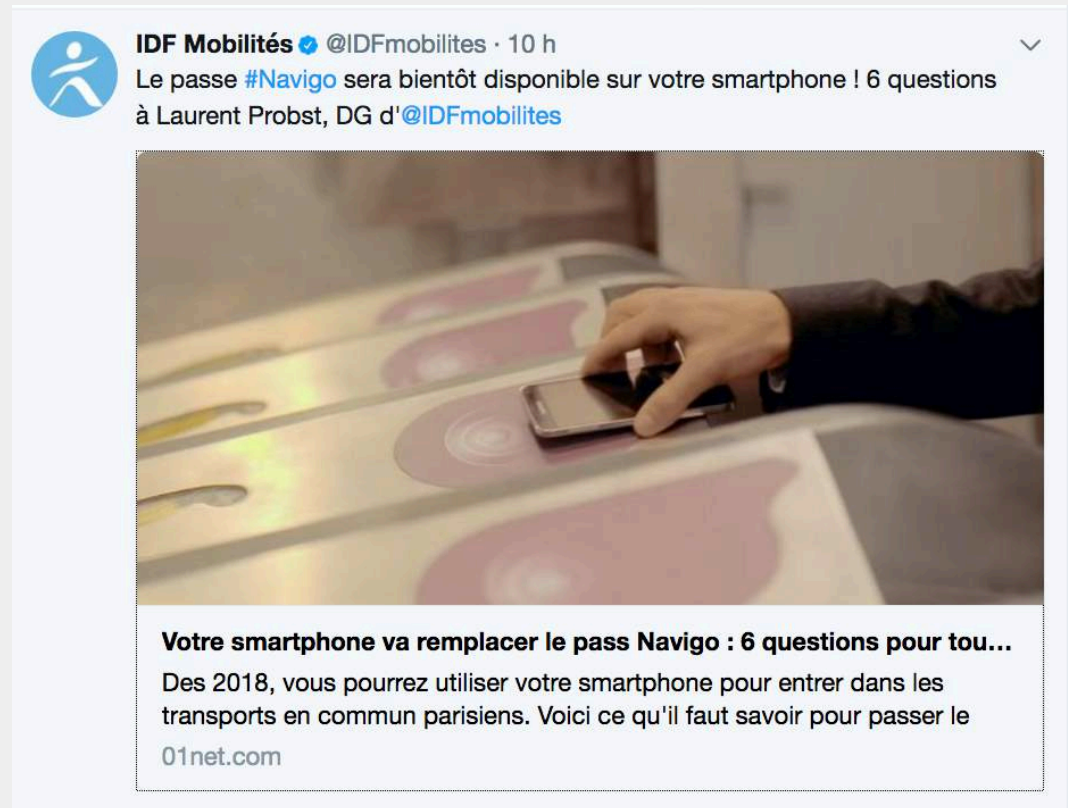 IDF Mobilités @IDFmobilites · 10 h
Le passe #Navigo sera bientôt disponible sur votre smartphone ! 6 questions
à Laurent Probst, DG d'@IDFmobilites
Votre smartphone va remplacer le pass Navigo : 6 questions pour tou...
Des 2018, vous pourrez utiliser votre smartphone pour entrer dans les
transports en commun parisiens. Voici ce qu'il faut savoir pour passer le
01net.com